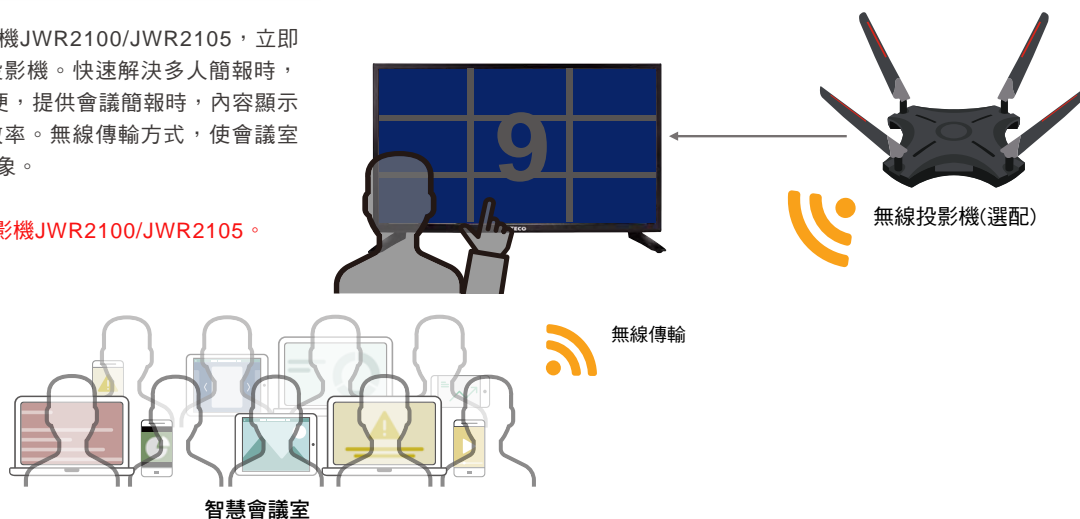 機JWR2100/JWR2105，立即
投影機。快速解決多人簡報時，
便，提供會議簡報時，內容顯示
效率。無線傳輸方式，使會議室
象。
影機JWR2100/JWR2105。
9
TECO
無線投影機(選配)
無線傳輸
智慧會議室